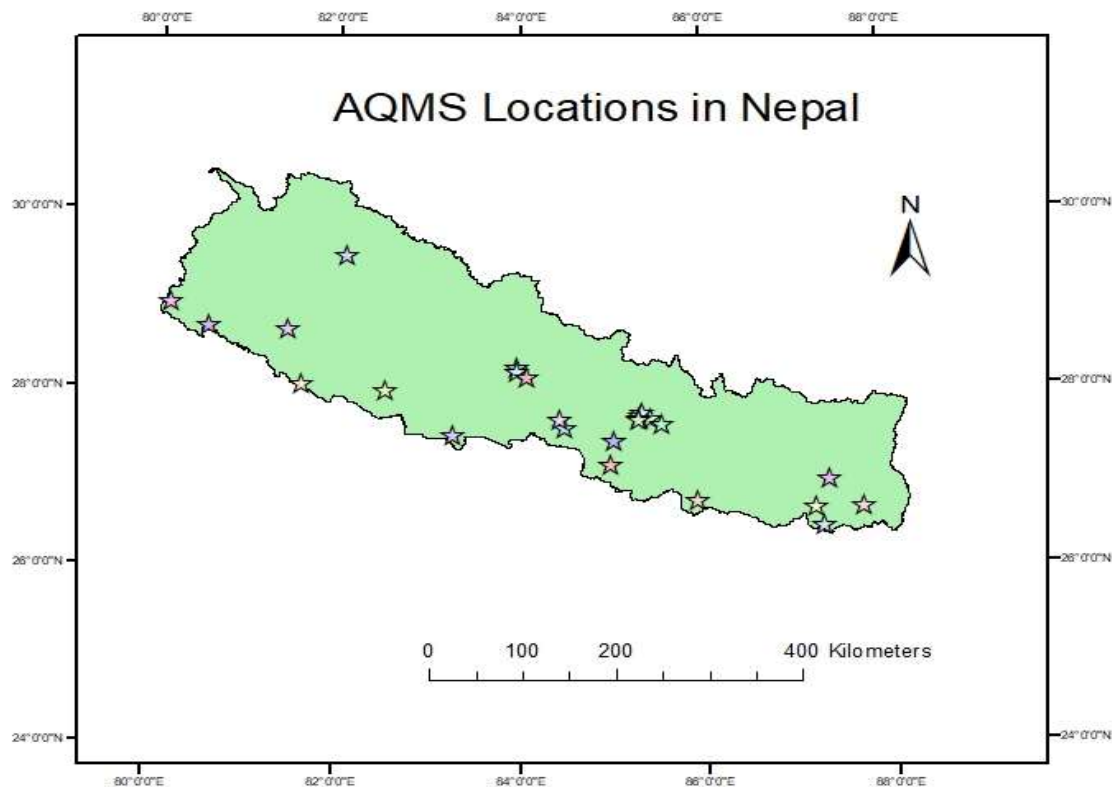 80°0'0"E 82°0'0"E 84°0'0"E 86°0'0"E 88°0'0"E
AQMS Locations in Nepal
30°0'0"N 30°0'0"N
N
28°0'0"N 28°0'0"N
26°0'0"N 26°0'0"N
0 100 200 400 Kilometers
24°0'0"N 24°0'0"N
80°0'0"E 82°0'0"E 84°0'0"E 86°0'0"E 88°0'0"E